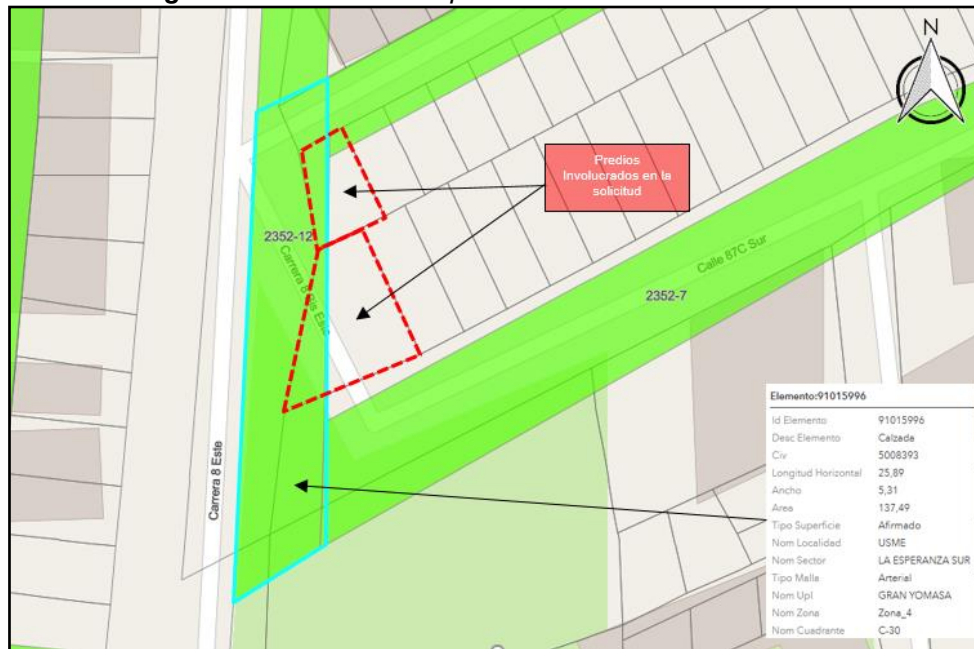 N
Predios
Involucrados en la
solicitud
2352-12
Carrera 8 Bis Este
Calle 87C Sur
2352-7
Carrera 8 Este
Elemento:91015996
Id Elemento 91015996
Desc Elemento Calzada
Civ 5008393
Longitud Horizontal 25,89
Ancho 5,31
Area 137,49
Tipo Superficie Afirmado
Nom Localidad USME
Nom Sector LA ESPERANZA SUR
Tipo Malla Arterial
Nom Upl GRAN YOMASA
Nom Zona Zona_4
Nom Cuadrante C-30